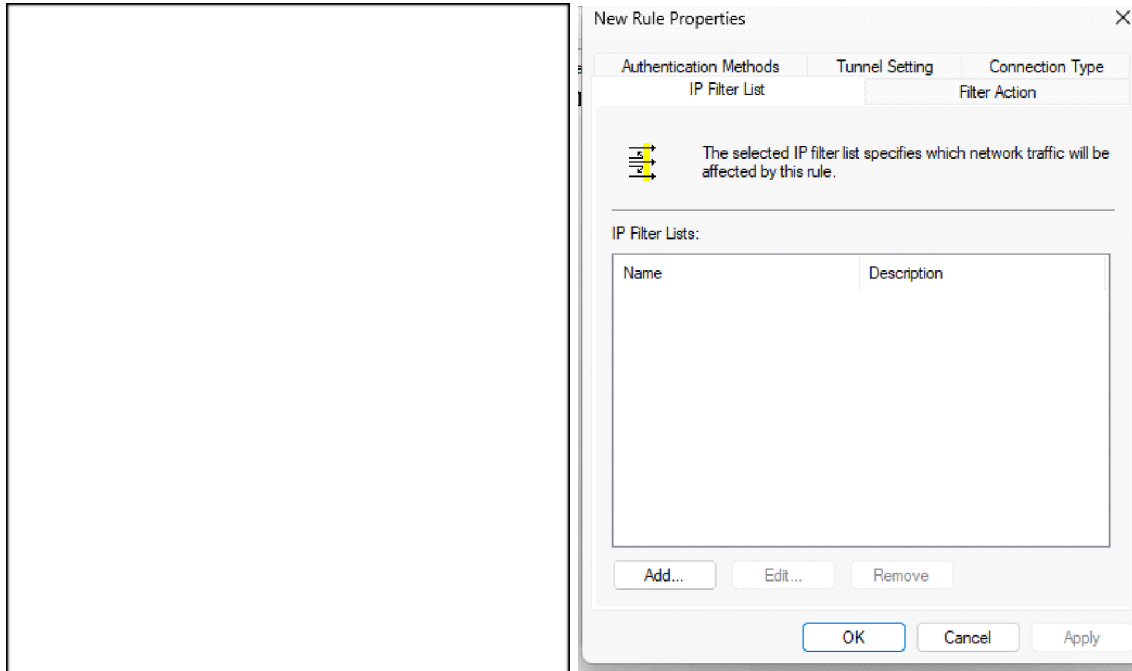 New Rule Properties
Authentication Methods Tunnel Setting Connection Type
IP Filter List Filter Action
The selected IP filter list specifies which network traffic will be
affected by this rule.
IP Filter Lists:
Name Description
Add... Edit... Remove
OK Cancel Apply